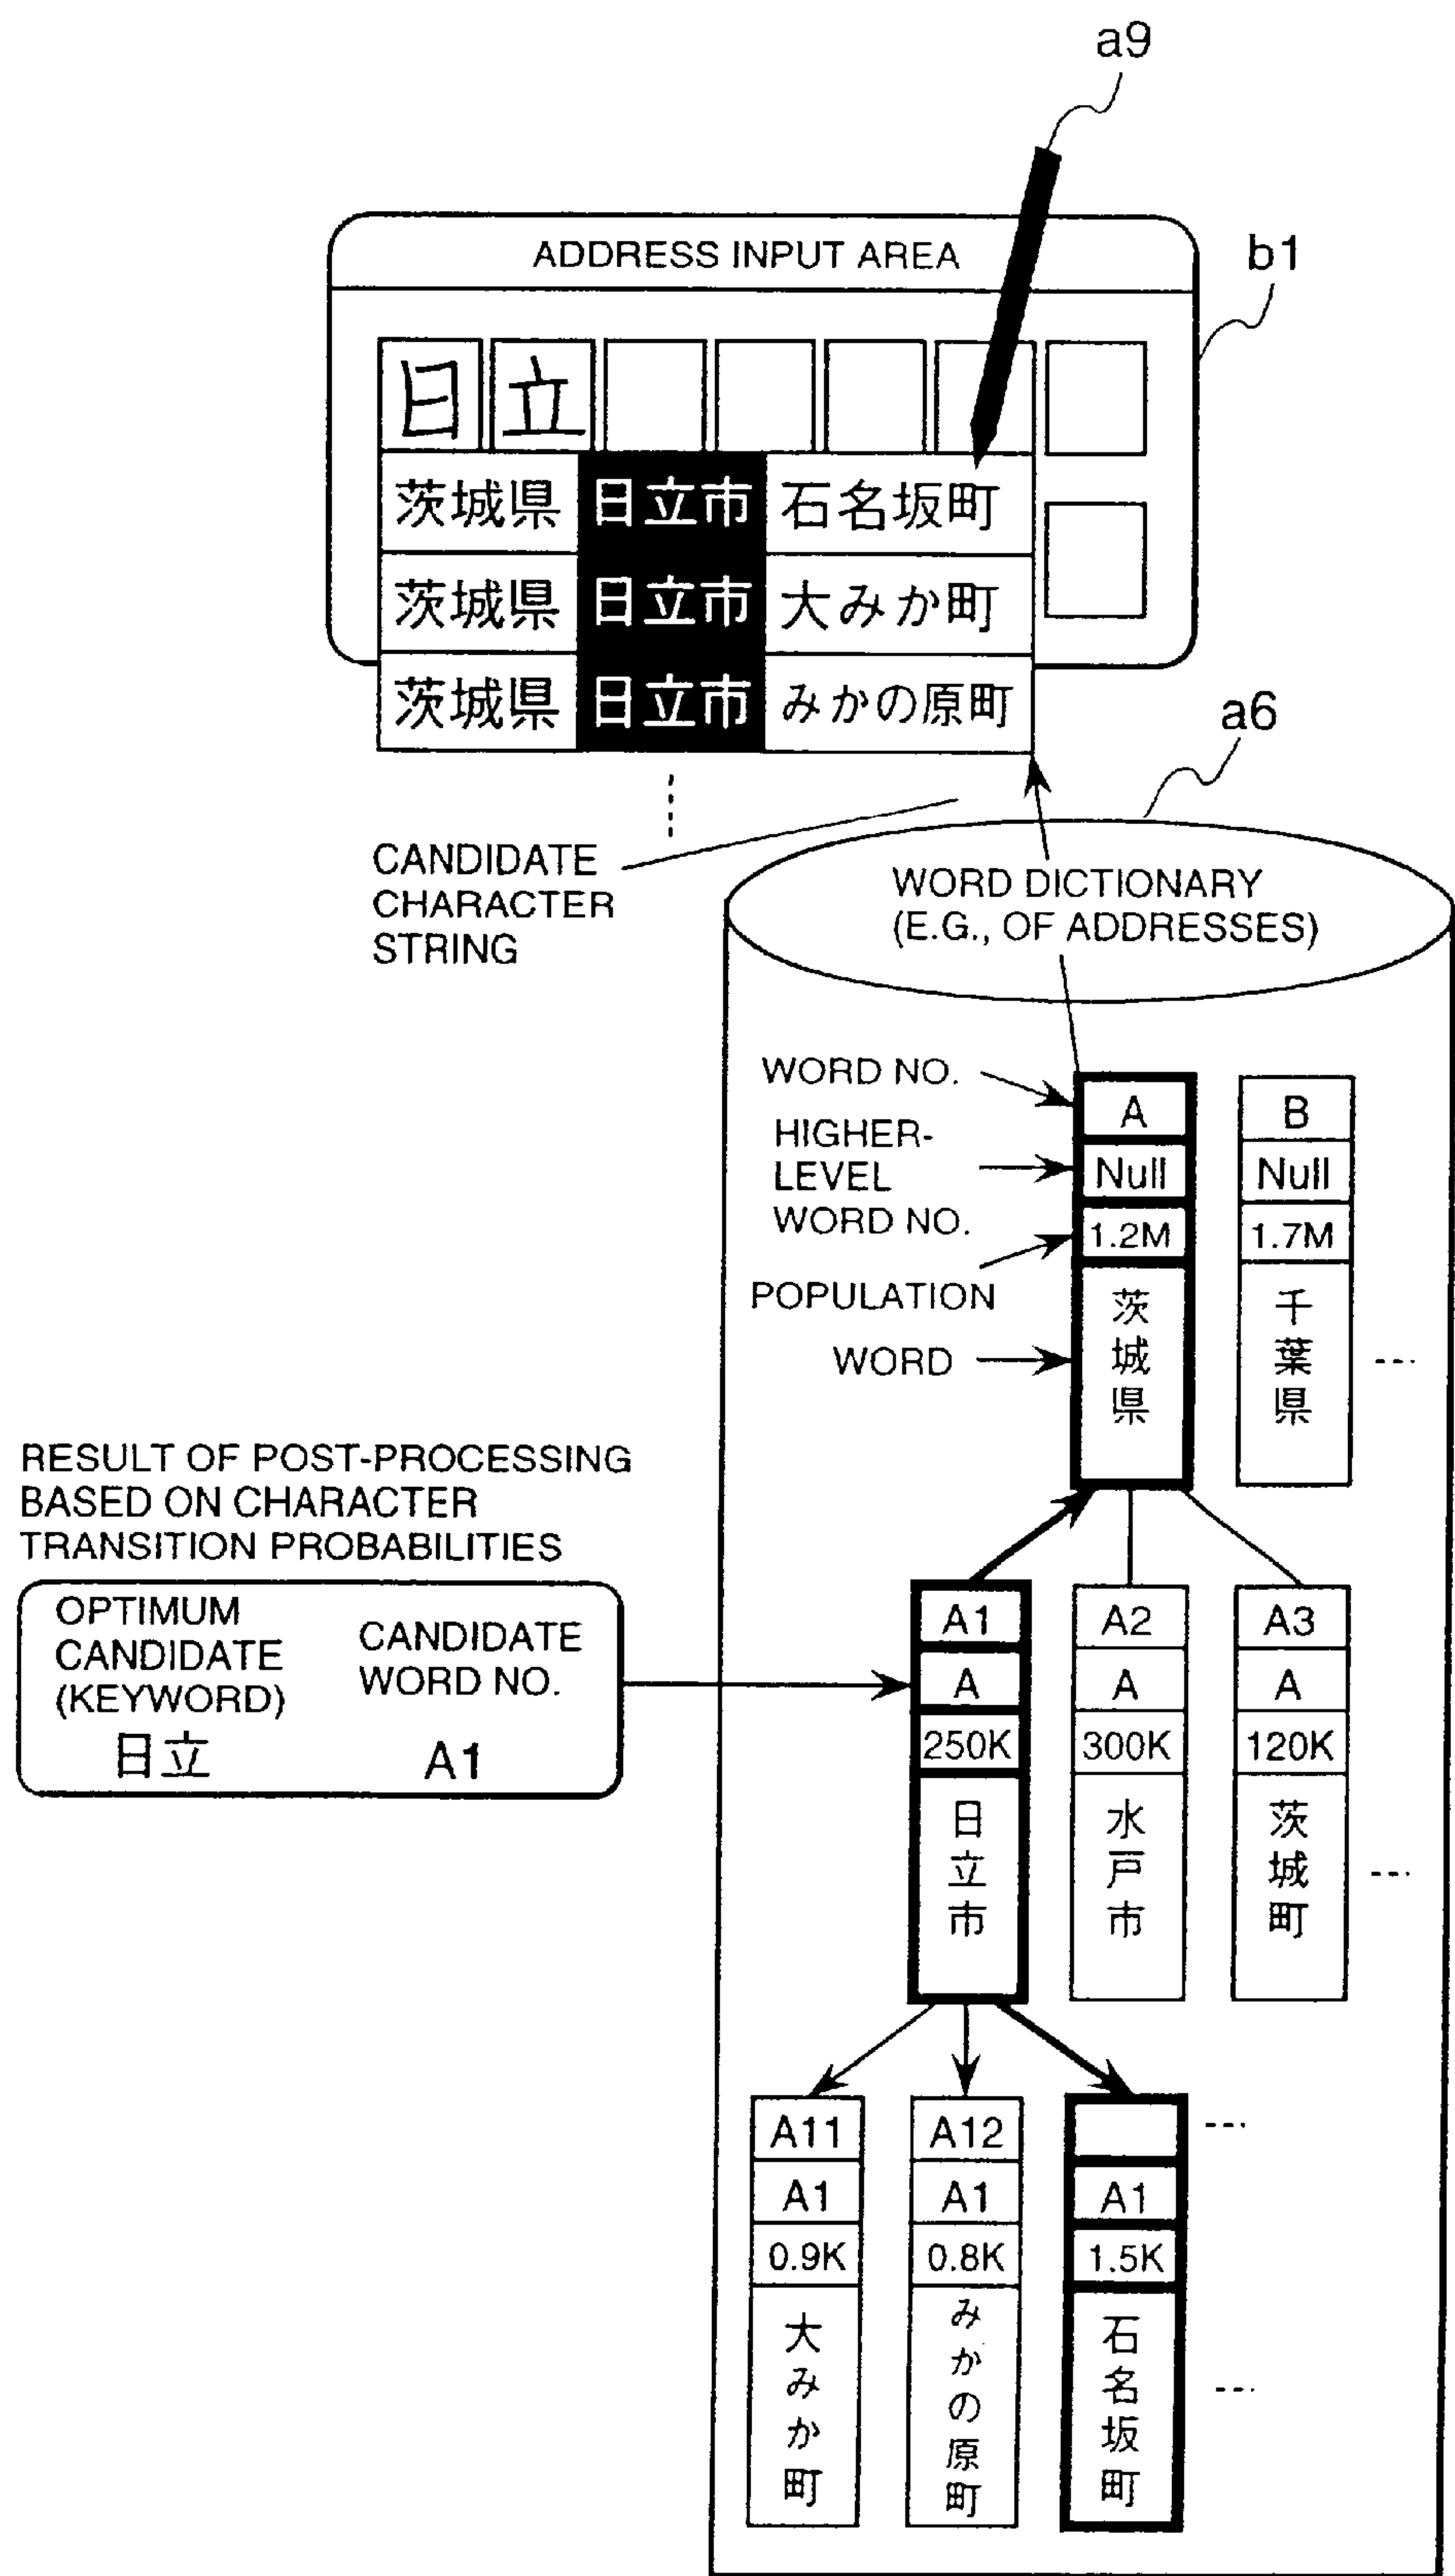 a9
ADDRESS INPUT AREA
b1
日立
茨城県 日立市 石名坂町
茨城県 日立市 大みか町
茨城県 日立市 みかの原町
a6
CANDIDATE
CHARACTER
STRING
WORD DICTIONARY
(E.G., OF ADDRESSES)
WORD NO.
HIGHER-
LEVEL
WORD NO.
POPULATION
WORD
A
Null
1.2M
茨城県
B
Null
1.7M
千葉県
RESULT OF POST-PROCESSING
BASED ON CHARACTER
TRANSITION PROBABILITIES
OPTIMUM
CANDIDATE
(KEYWORD)
日立
CANDIDATE
WORD NO.
A1
A1
A
250K
日立市
A2
A
300K
水戸市
A3
A
120K
茨城町
A11
A1
0.9K
大みか町
A12
A1
0.8K
みかの原町
A1
1.5K
石名坂町